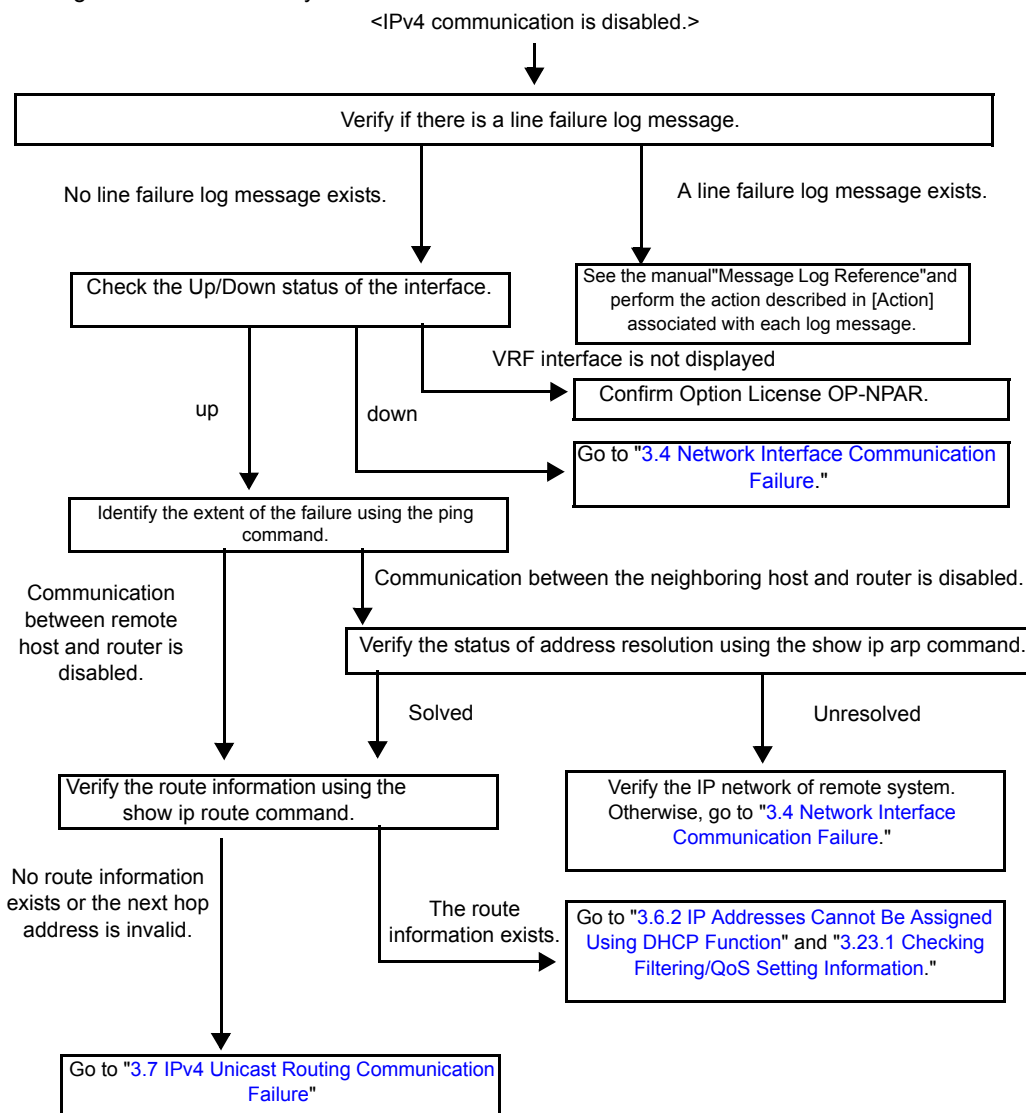 <IPv4 communication is disabled.>
Verify if there is a line failure log message.
No line failure log message exists.
A line failure log message exists.
Check the Up/Down status of the interface.
See the manual"Message Log Reference"and
perform the action described in [Action]
associated with each log message.
VRF interface is not displayed
Confirm Option License OP-NPAR.
up
down
Go to "3.4 Network Interface Communication
Failure."
Identify the extent of the failure using the ping
command.
Communication
between remote
host and router is
disabled.
Communication between the neighboring host and router is disabled.
Verify the status of address resolution using the show ip arp command.
Solved
Unresolved
Verify the route information using the
show ip route command.
Verify the IP network of remote system.
Otherwise, go to "3.4 Network Interface
Communication Failure."
No route information
exists or the next hop
address is invalid.
The route
information exists.
Go to "3.6.2 IP Addresses Cannot Be Assigned
Using DHCP Function" and "3.23.1 Checking
Filtering/QoS Setting Information."
Go to "3.7 IPv4 Unicast Routing Communication
Failure"